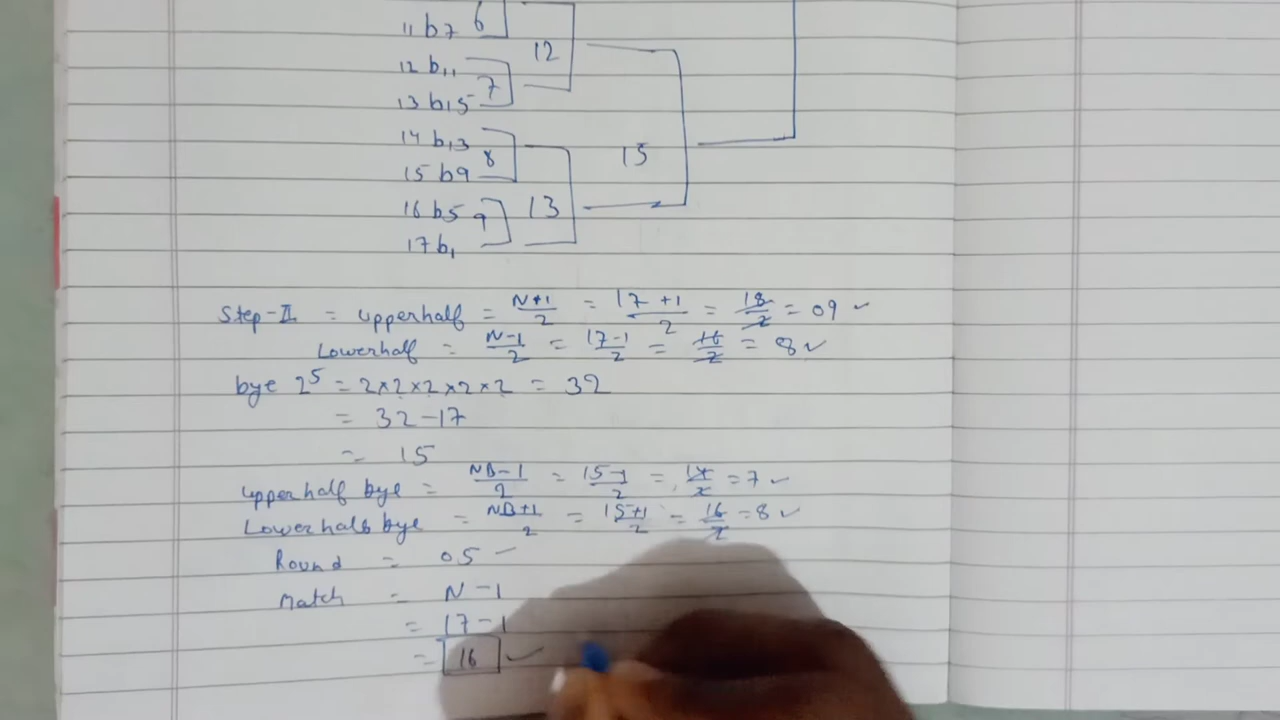 11 b7 6
12
12 b11
7
13 b15
14 b13
8
15
15 b9
16 b5 9 13
17 b1
Step-II = upperhalf = N+1/2 = 17+1/2 = 18/2 = 09 ✓
Lowerhalf = N-1/2 = 17-1/2 = 16/2 = 8 ✓
bye 2^5 = 2×2×2×2×2 = 32
= 32-17
= 15
upperhalf bye = NB-1/2 = 15-1/2 = 14/2 = 7 ✓
Lowerhalf bye = NB+1/2 = 15+1/2 = 16/2 = 8 ✓
Round = 05
Match = N-1
= 17-1
= 16 ✓